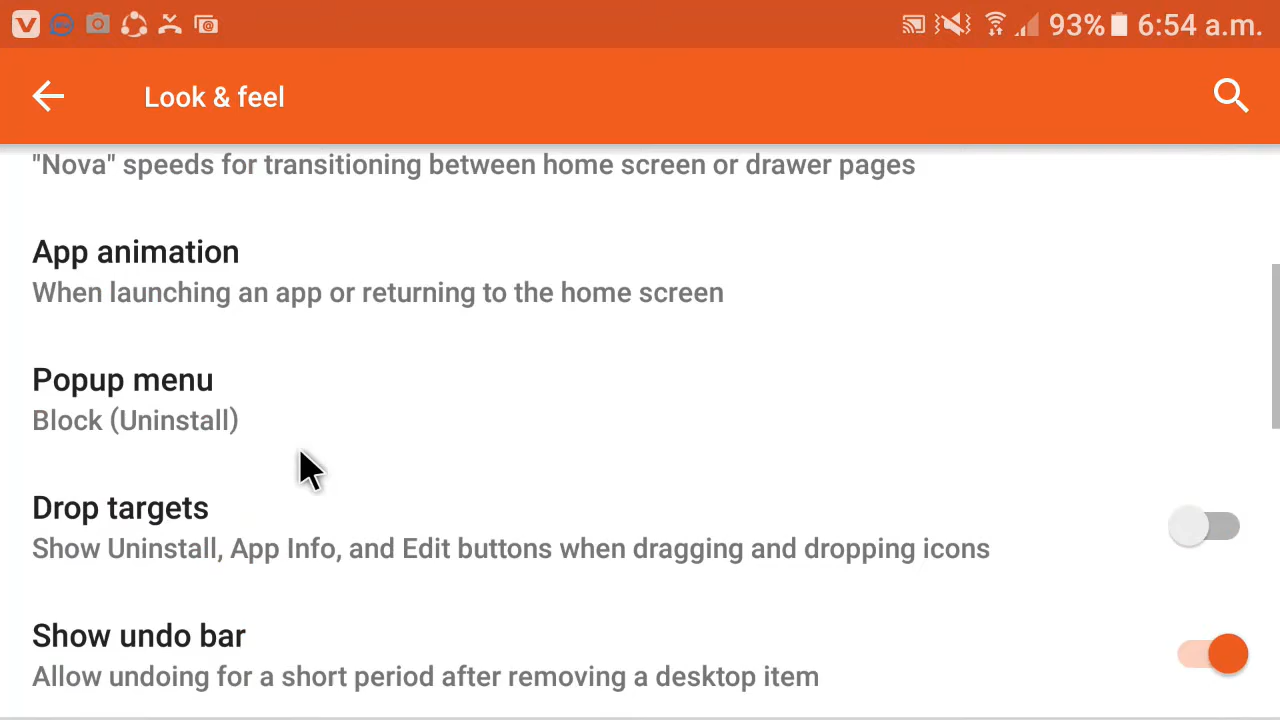 93% 6:54 a.m.
Look & feel
"Nova" speeds for transitioning between home screen or drawer pages
App animation
When launching an app or returning to the home screen
Popup menu
Block (Uninstall)
Drop targets
Show Uninstall, App Info, and Edit buttons when dragging and dropping icons
Show undo bar
Allow undoing for a short period after removing a desktop item